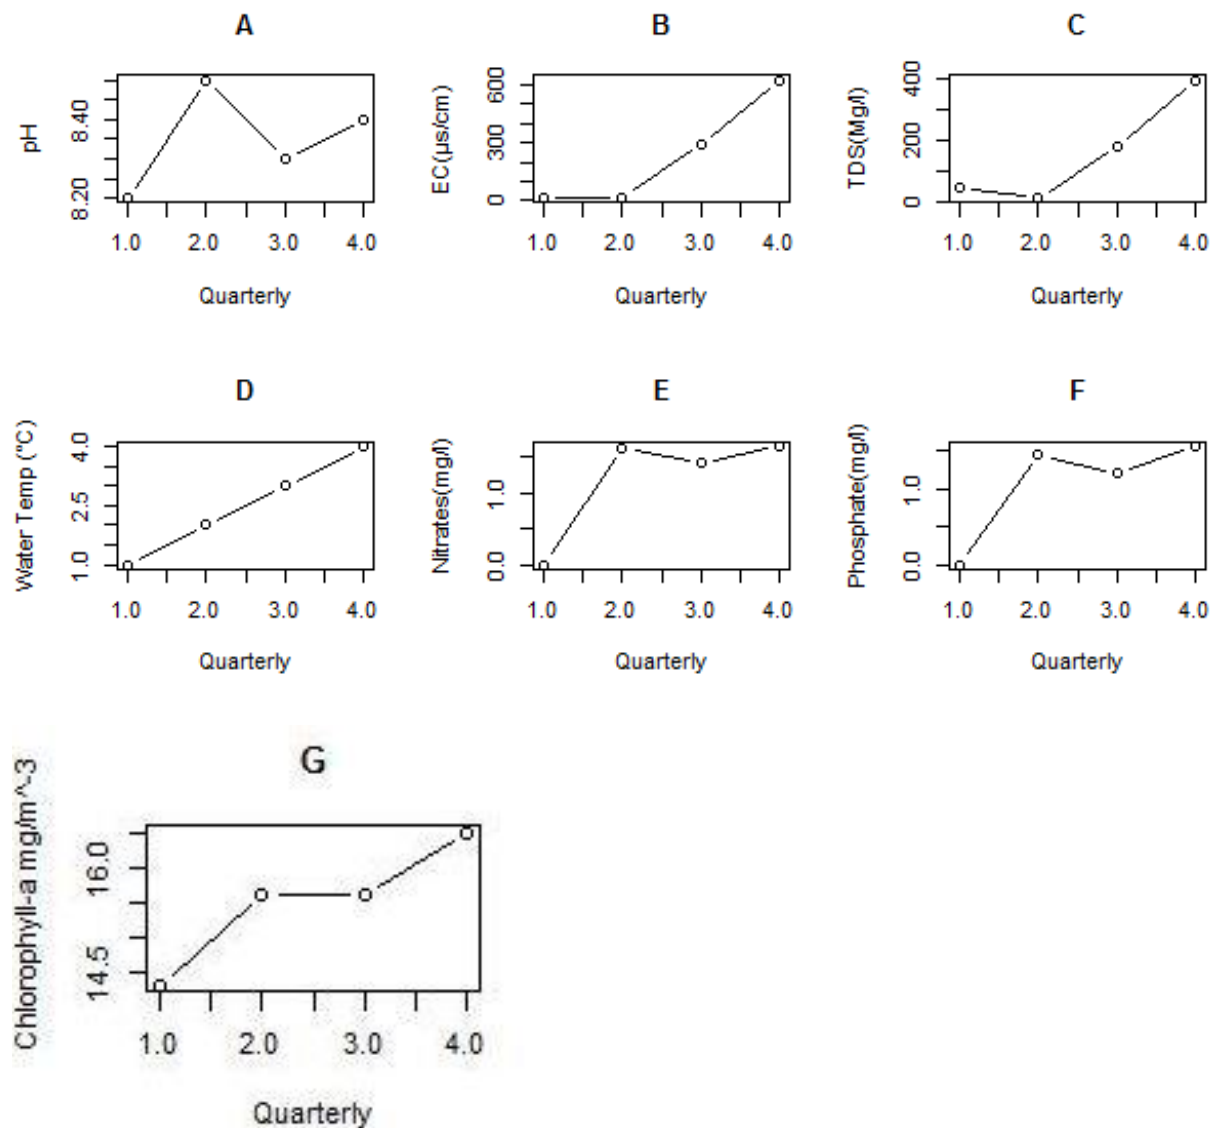 A
pH
8.20 8.40
1.0 2.0 3.0 4.0
Quarterly
B
EC(µs/cm)
0 300 600
1.0 2.0 3.0 4.0
Quarterly
C
TDS(Mg/l)
0 200 400
1.0 2.0 3.0 4.0
Quarterly
D
Water Temp (°C)
1.0 2.5 4.0
1.0 2.0 3.0 4.0
Quarterly
E
Nitrates(mg/l)
0.0 1.0
1.0 2.0 3.0 4.0
Quarterly
F
Phosphate(mg/l)
0.0 1.0
1.0 2.0 3.0 4.0
Quarterly
G
Chlorophyll-a mg/m^-3
14.5 16.0
1.0 2.0 3.0 4.0
Quarterly